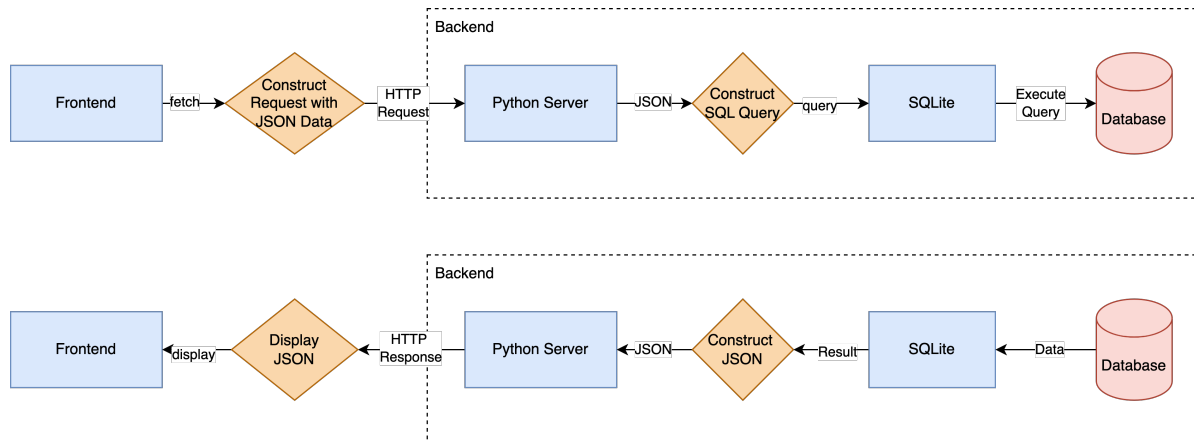 Backend
Frontend
fetch
Construct
Request with
JSON Data
HTTP
Request
Python Server
JSON
Construct
SQL Query
query
SQLite
Execute
Query
Database
Backend
Frontend
display
Display
JSON
HTTP
Response
Python Server
JSON
Construct
JSON
Result
SQLite
Data
Database